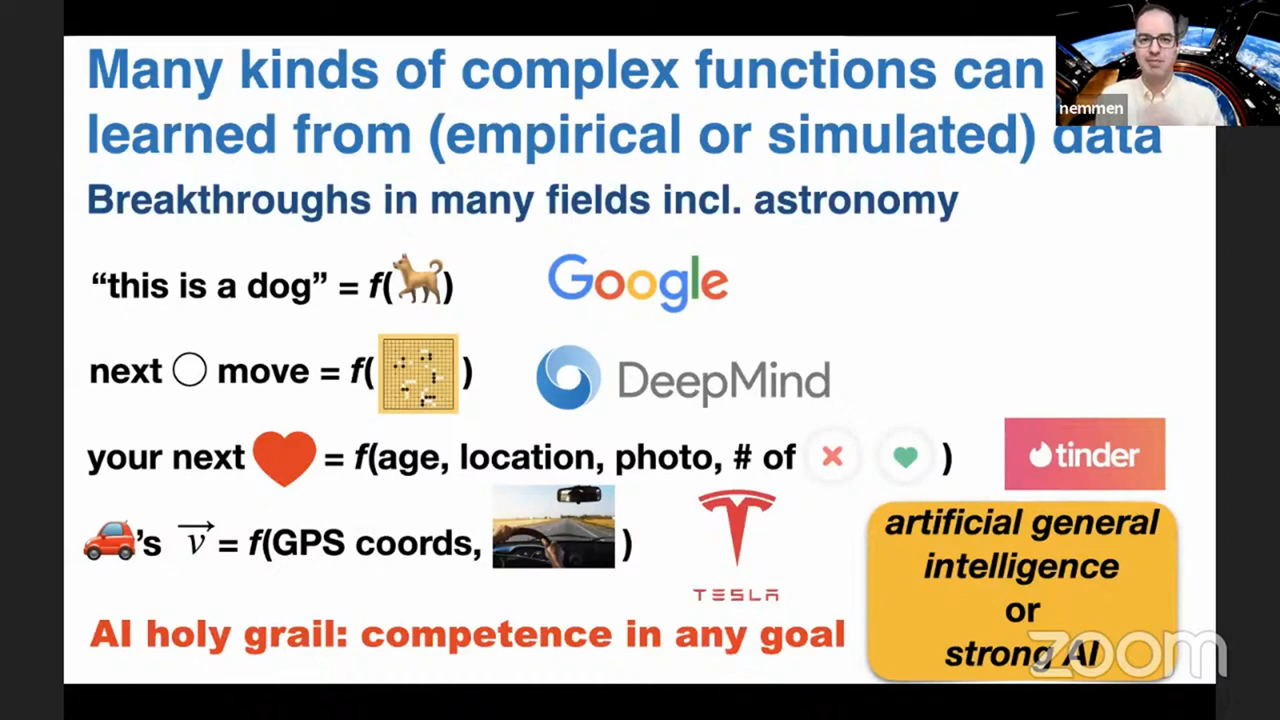 Many kinds of complex functions can
learned from (empirical or simulated) data
nemmen
Breakthroughs in many fields incl. astronomy
“this is a dog” = f( )
Google
next ○ move = f( )
DeepMind
your next ❤ = f(age, location, photo, # of ✕ ♥ )
tinder
's v⃗ = f(GPS coords, )
TESLA
artificial general
intelligence
or
strong AI
AI holy grail: competence in any goal
zoom